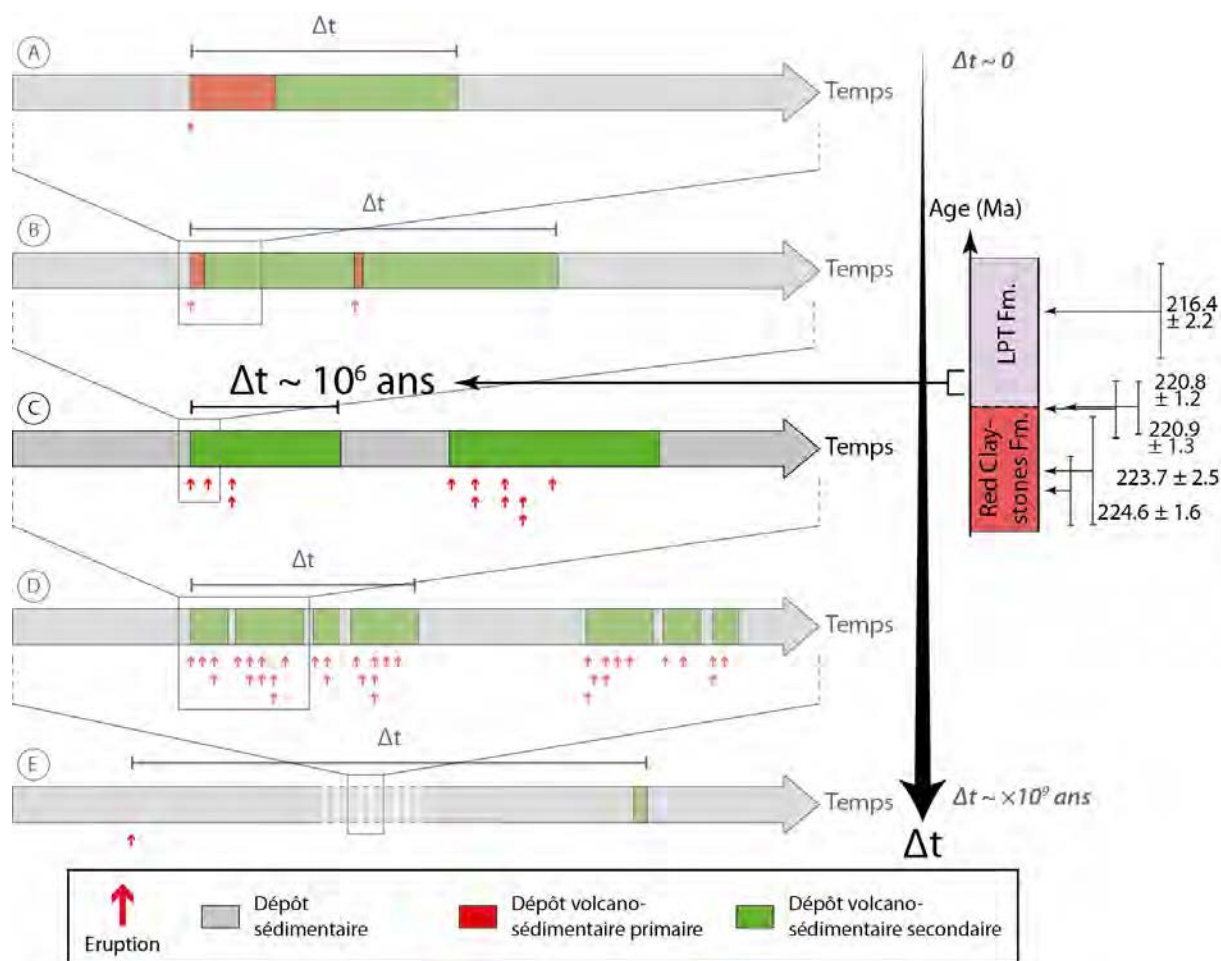 Δt
A
Temps
Δt ~ 0
Δt
B
Temps
Age (Ma)
LPT Fm.
Red Clay-
stones Fm.
216.4
± 2.2
220.8
± 1.2
220.9
± 1.3
223.7 ± 2.5
224.6 ± 1.6
Δt ~ 10⁶ ans
C
Temps
D
Δt
Temps
Δt
E
Temps
Δt ~ ×10⁹ ans
Δt
Eruption
Dépôt
sédimentaire
Dépôt volcano-
sédimentaire primaire
Dépôt volcano-
sédimentaire secondaire